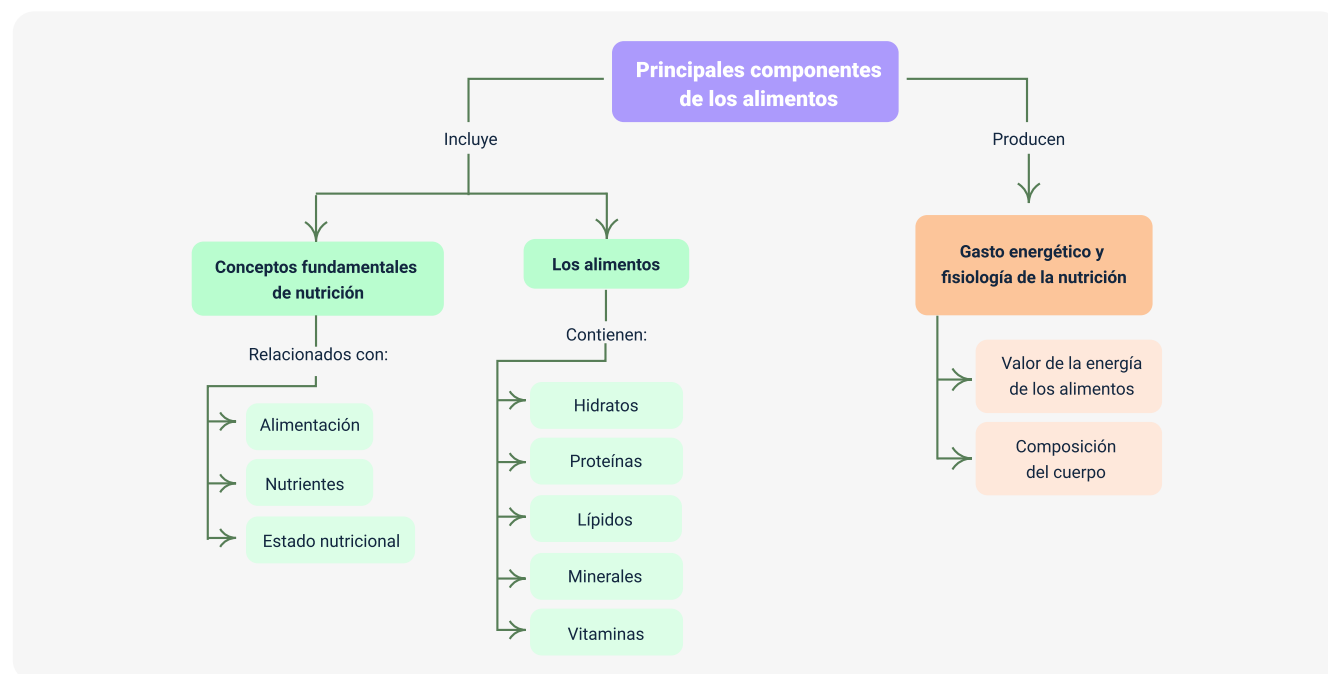 Principales componentes
de los alimentos
Incluye
Producen
Conceptos fundamentales
de nutrición
Relacionados con:
Alimentación
Nutrientes
Estado nutricional
Los alimentos
Contienen:
Hidratos
Proteínas
Lípidos
Minerales
Vitaminas
Gasto energético y
fisiología de la nutrición
Valor de la energía
de los alimentos
Composición
del cuerpo